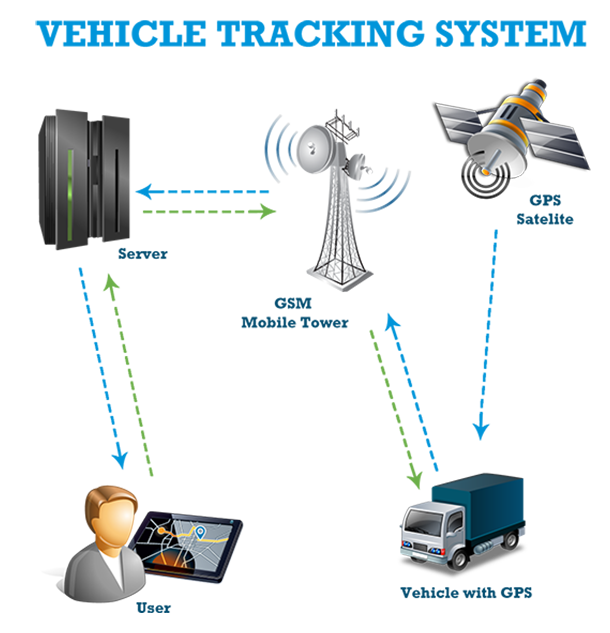 VEHICLE TRACKING SYSTEM
GPS
Satelite
Server
GSM
Mobile Tower
User
Vehicle with GPS